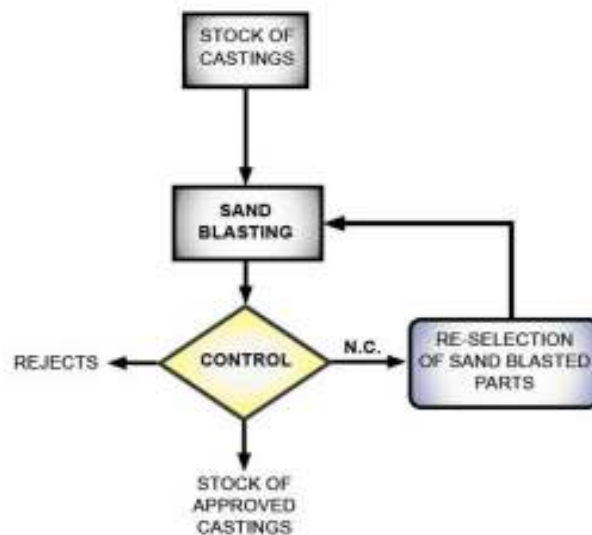 STOCK OF
CASTINGS
SAND
BLASTING
REJECTS
CONTROL
N.C.
RE-SELECTION
OF SAND BLASTED
PARTS
STOCK OF
APPROVED
CASTINGS